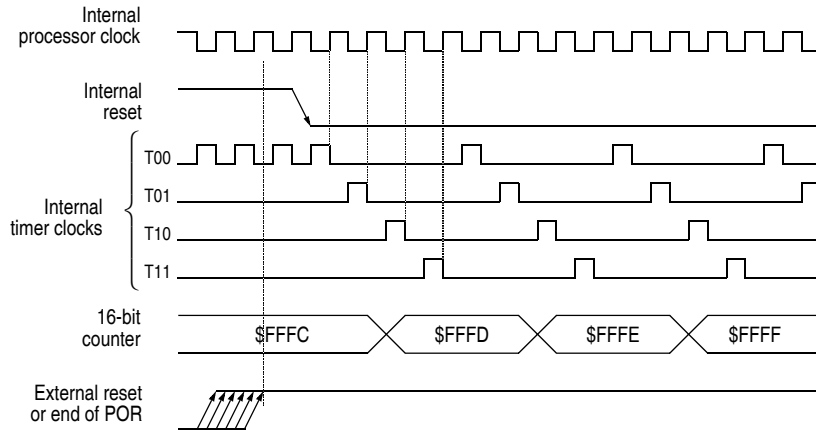 Internal
processor clock
Internal
reset
Internal
timer clocks
T00
T01
T10
T11
16-bit
counter
$FFFC
$FFFD
$FFFE
$FFFF
External reset
or end of POR